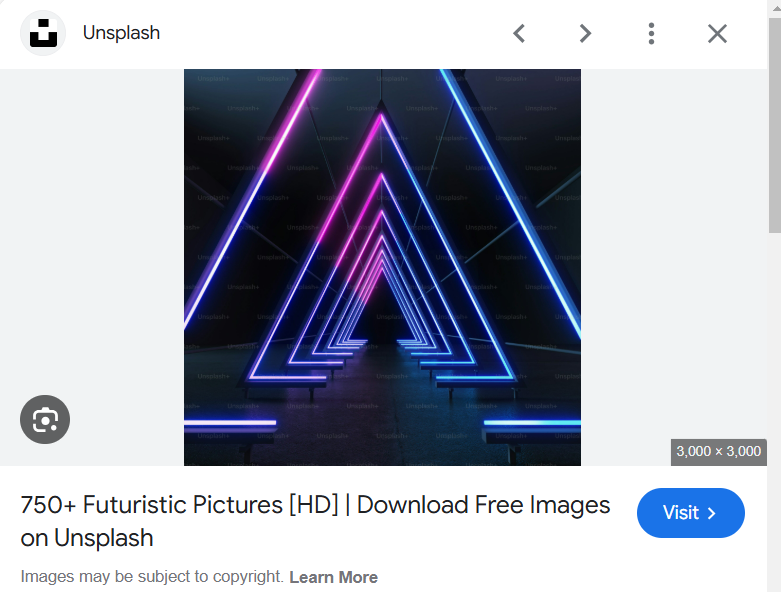 Unsplash
Unsplash+
3,000 × 3,000
750+ Futuristic Pictures [HD] | Download Free Images
on Unsplash
Visit
Images may be subject to copyright. Learn More